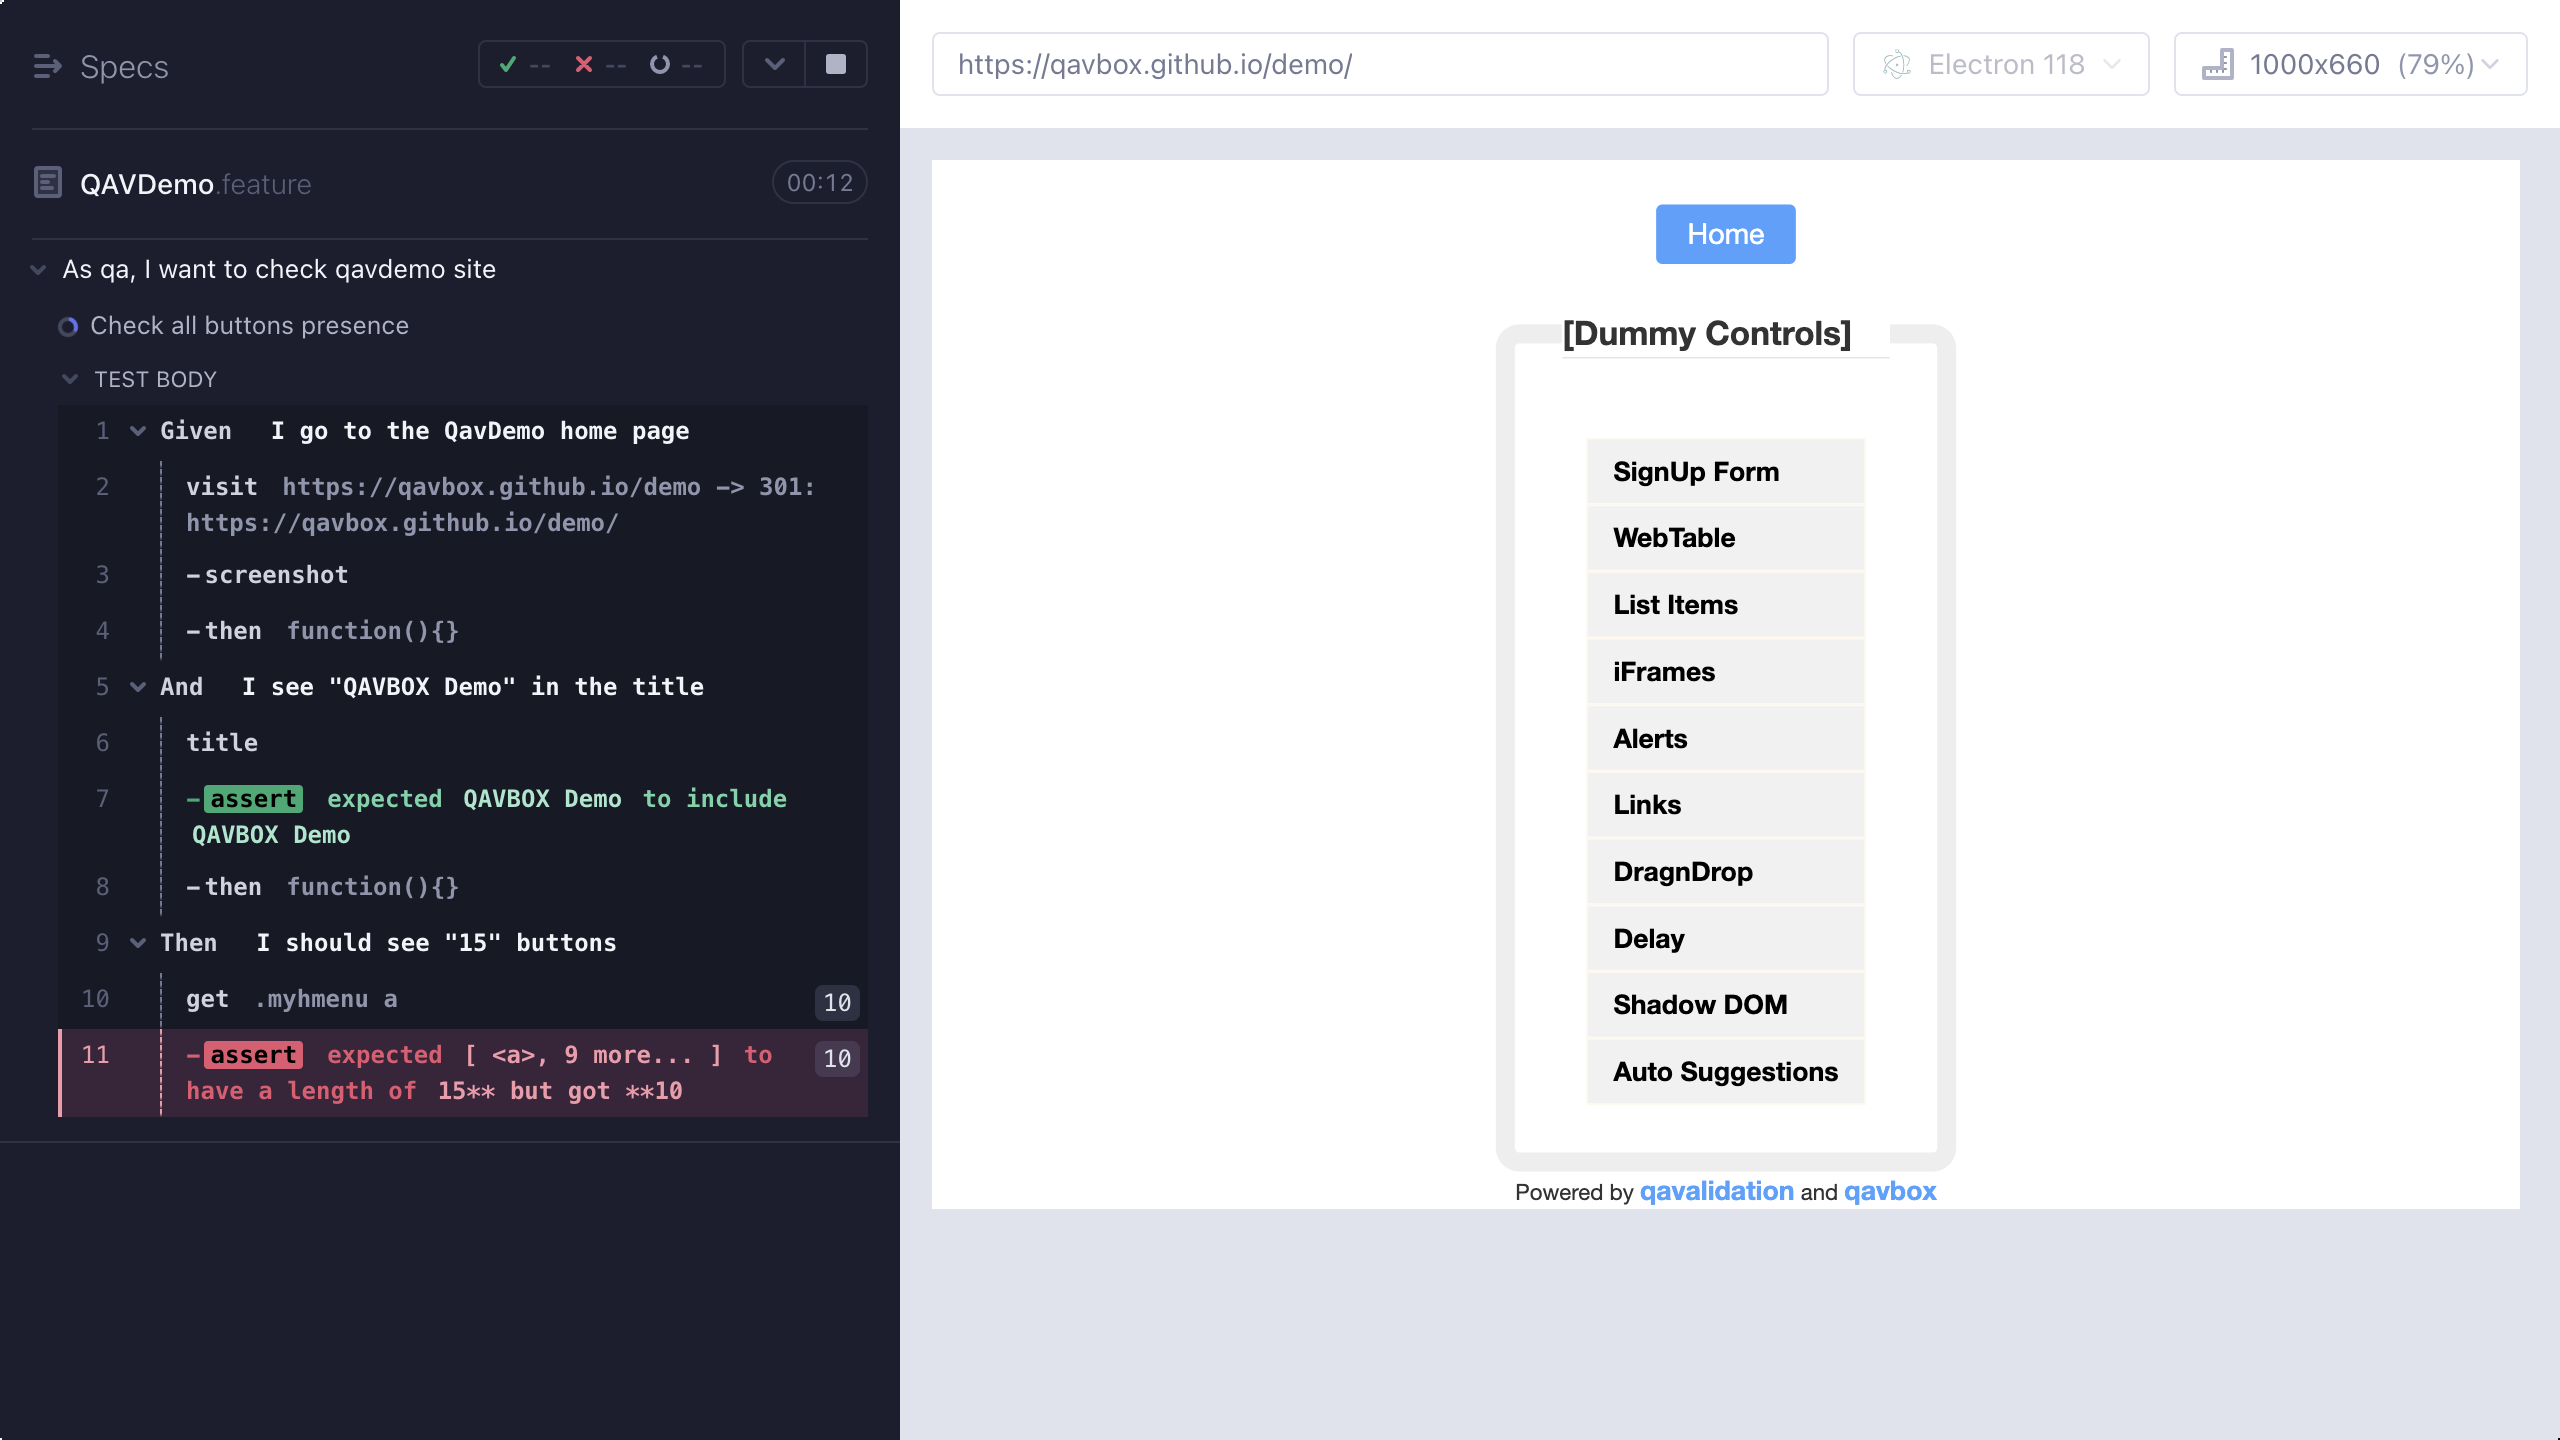 Specs
-- -- --
QAVDemo.feature
00:12
As qa, I want to check qavdemo site
Check all buttons presence
TEST BODY
1 Given I go to the QavDemo home page
2 visit https://qavbox.github.io/demo -> 301:
https://qavbox.github.io/demo/
3 -screenshot
4 -then function(){}
5 And I see "QAVBOX Demo" in the title
6 title
7 -assert expected QAVBOX Demo to include
QAVBOX Demo
8 -then function(){}
9 Then I should see "15" buttons
10 get .myhmenu a 10
11 -assert expected [ <a>, 9 more... ] to 10
have a length of 15** but got **10
https://qavbox.github.io/demo/
Electron 118
1000x660 (79%)
Home
[Dummy Controls]
SignUp Form
WebTable
List Items
iFrames
Alerts
Links
DragnDrop
Delay
Shadow DOM
Auto Suggestions
Powered by qavalidation and qavbox